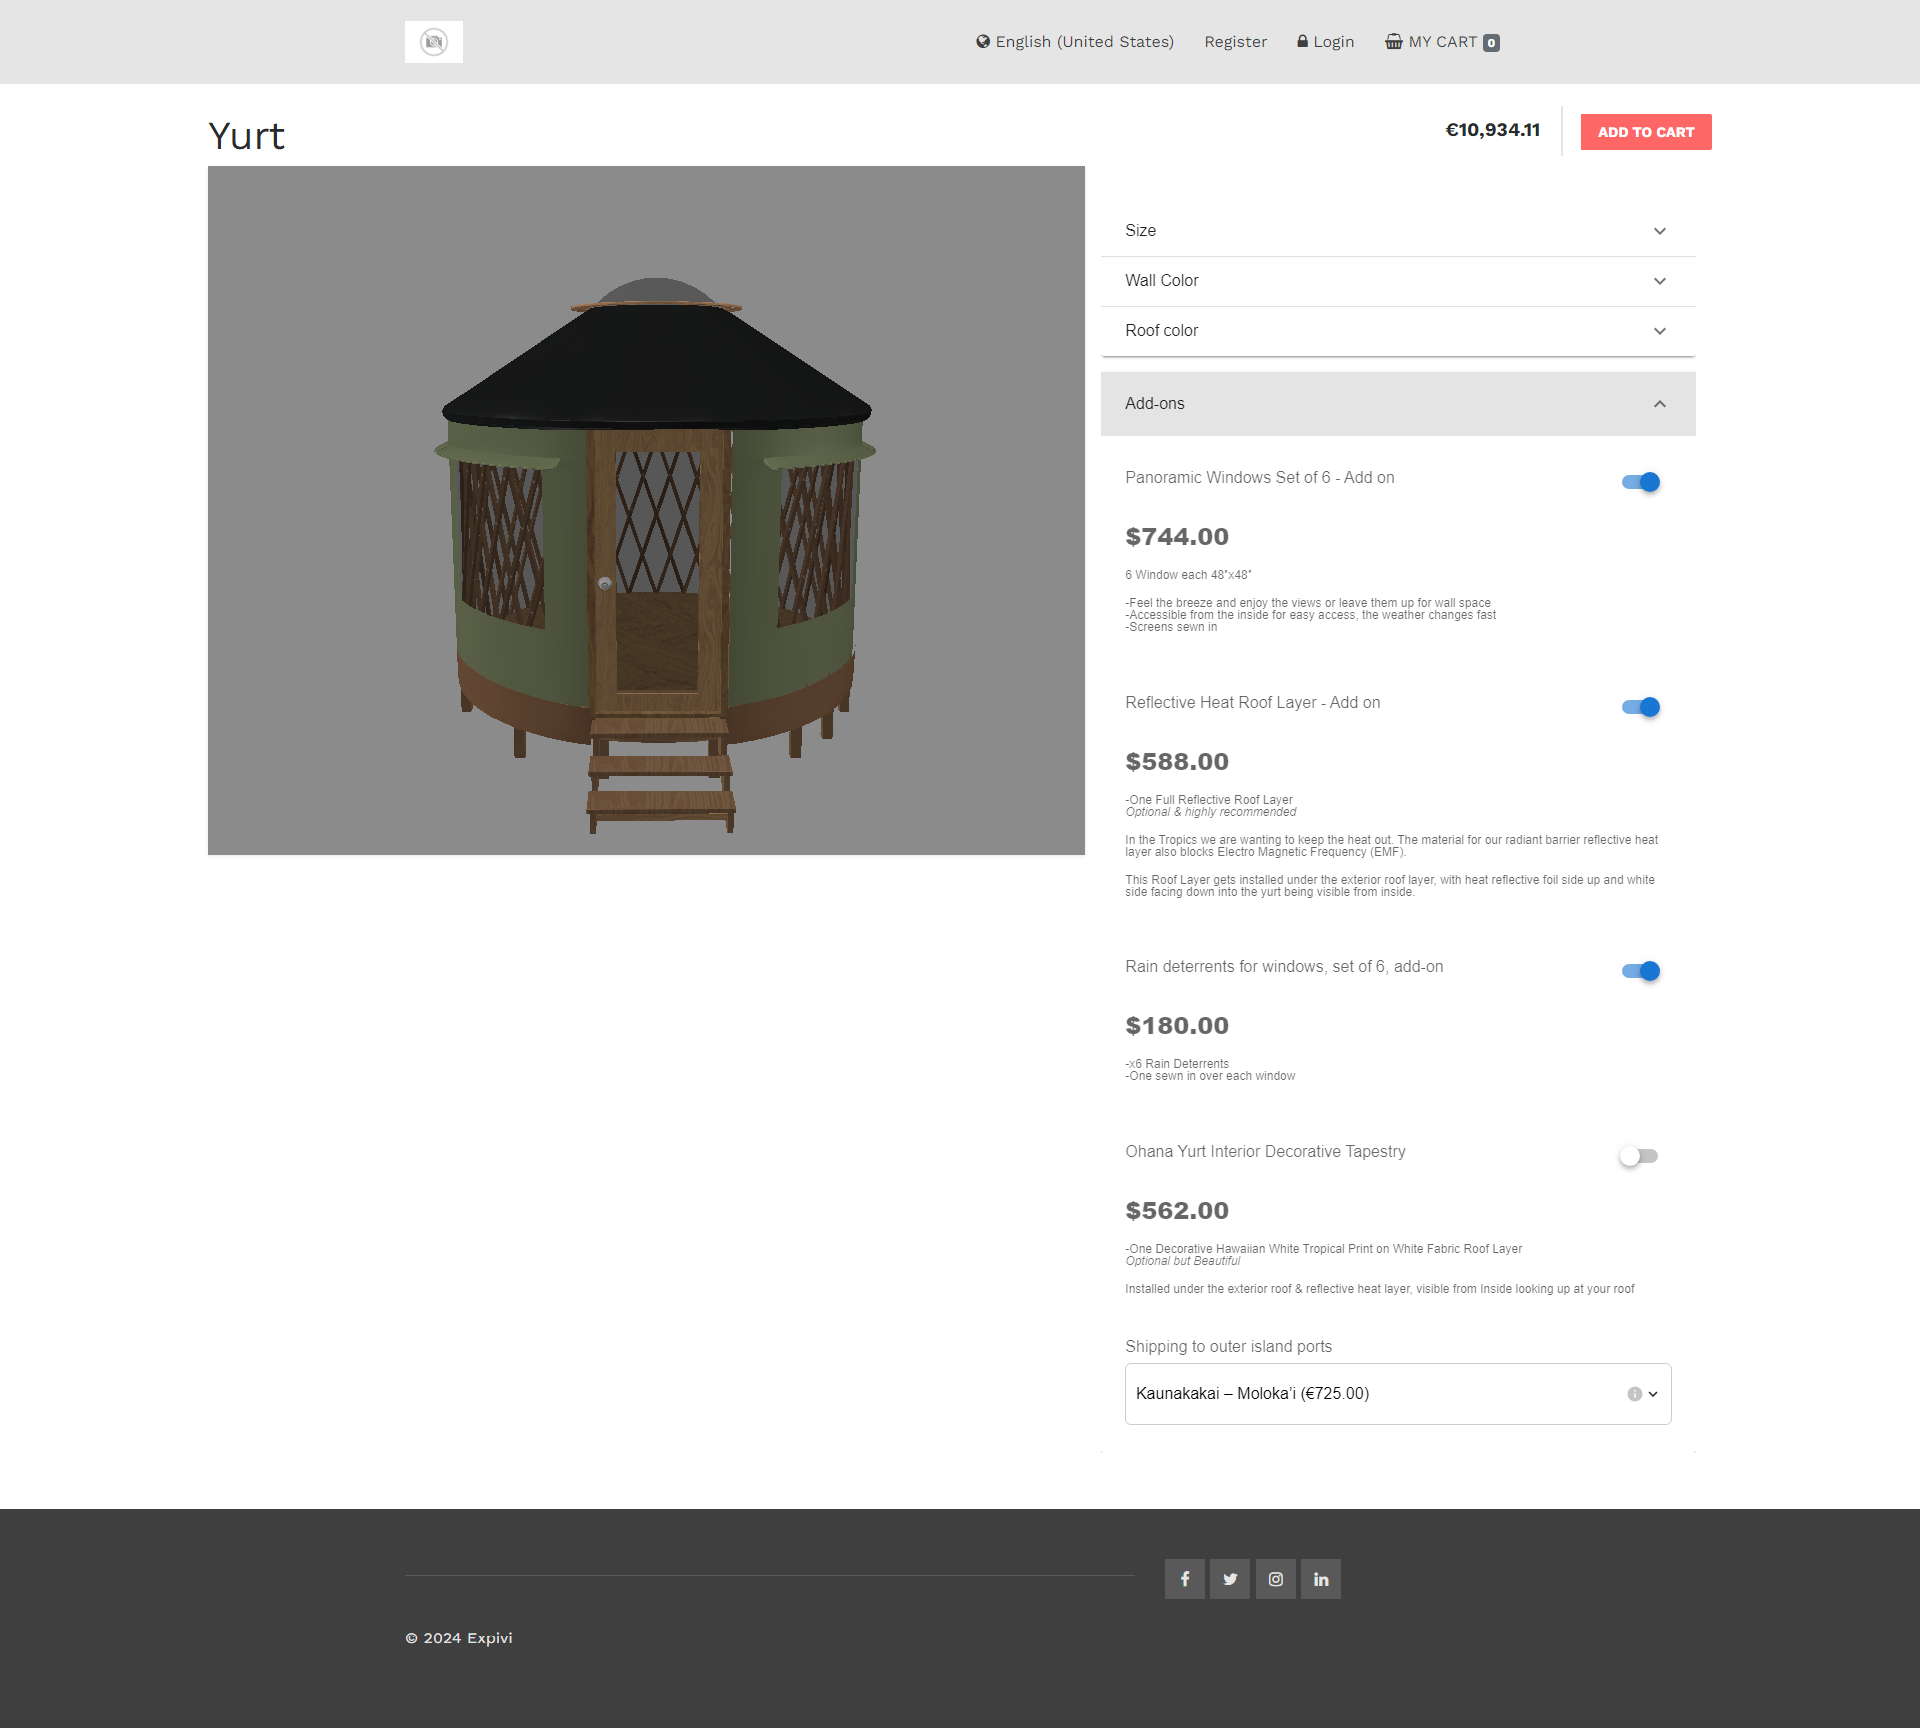 English (United States) Register Login MY CART 0
Yurt
€10,934.11 ADD TO CART
Size
Wall Color
Roof color
Add-ons
Panoramic Windows Set of 6 - Add on
$744.00
6 Window each 48"x48"
-Feel the breeze and enjoy the views or leave them up for wall space
-Accessible from the inside for easy access, the weather changes fast
-Screens sewn in
Reflective Heat Roof Layer - Add on
$588.00
-One Full Reflective Roof Layer
Optional & highly recommended
In the Tropics we are wanting to keep the heat out. The material for our radiant barrier reflective heat
layer also blocks Electro Magnetic Frequency (EMF).
This Roof Layer gets installed under the exterior roof layer, with heat reflective foil side up and white
side facing down into the yurt being visible from inside.
Rain deterrents for windows, set of 6, add-on
$180.00
-x6 Rain Deterrents
-One sewn in over each window
Ohana Yurt Interior Decorative Tapestry
$562.00
-One Decorative Hawaiian White Tropical Print on White Fabric Roof Layer
Optional but Beautiful
Installed under the exterior roof & reflective heat layer, visible from Inside looking up at your roof
Shipping to outer island ports
Kaunakakai – Moloka'i (€725.00)
© 2024 Expivi